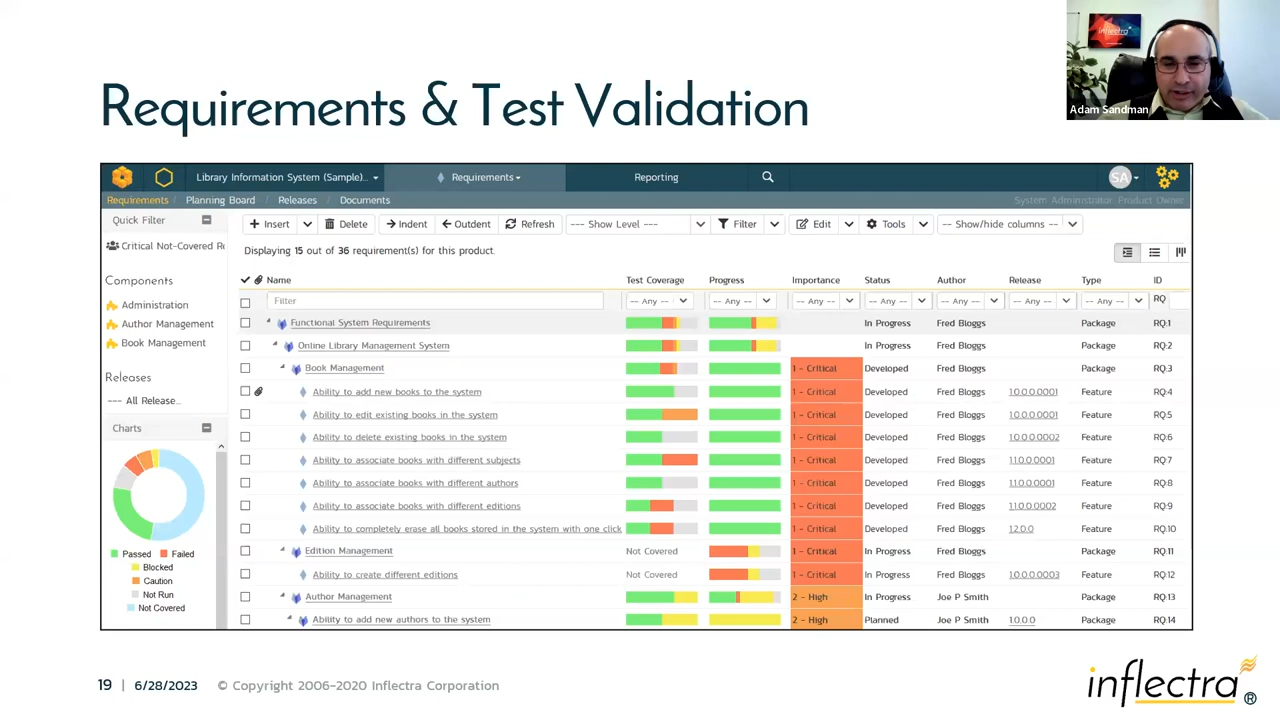 Requirements & Test Validation
inflectra
Adam Sandman
Library Information System (Sample)...
Requirements
Reporting
SA
Requirements / Planning Board / Releases / Documents
System Administrator Product Owner
Quick Filter
Insert Delete Indent Outdent Refresh --- Show Level --- Filter Edit Tools -- Show/hide columns ---
Critical Not-Covered Re
Displaying 15 out of 36 requirement(s) for this product.
Components
Administration
Author Management
Book Management
Releases
--- All Release...
Charts
Passed Failed
Blocked
Caution
Not Run
Not Covered
Name Test Coverage Progress Importance Status Author Release Type ID
Filter -- Any -- -- Any -- -- Any -- -- Any -- -- Any -- -- Any -- -- Any -- RQ
Functional System Requirements In Progress Fred Bloggs Package RQ:1
Online Library Management System In Progress Fred Bloggs Package RQ:2
Book Management 1 - Critical Developed Fred Bloggs Package RQ:3
Ability to add new books to the system 1 - Critical Developed Fred Bloggs 1.0.0.0.0001 Feature RQ:4
Ability to edit existing books in the system 1 - Critical Developed Fred Bloggs 1.0.0.0.0001 Feature RQ:5
Ability to delete existing books in the system 1 - Critical Developed Fred Bloggs 1.0.0.0.0002 Feature RQ:6
Ability to associate books with different subjects 1 - Critical Developed Fred Bloggs 1.1.0.0.0001 Feature RQ:7
Ability to associate books with different authors 1 - Critical Developed Fred Bloggs 1.1.0.0.0001 Feature RQ:8
Ability to associate books with different editions 1 - Critical Developed Fred Bloggs 1.1.0.0.0002 Feature RQ:9
Ability to completely erase all books stored in the system with one click 1 - Critical Developed Fred Bloggs 1.2.0.0 Feature RQ:10
Edition Management Not Covered 1 - Critical In Progress Fred Bloggs Package RQ:11
Ability to create different editions Not Covered 1 - Critical In Progress Fred Bloggs 1.0.0.0.0003 Feature RQ:12
Author Management 2 - High In Progress Joe P Smith Package RQ:13
Ability to add new authors to the system 2 - High Planned Joe P Smith 1.0.0.0 Package RQ:14
19 | 6/28/2023 © Copyright 2006-2020 Inflectra Corporation
inflectra®